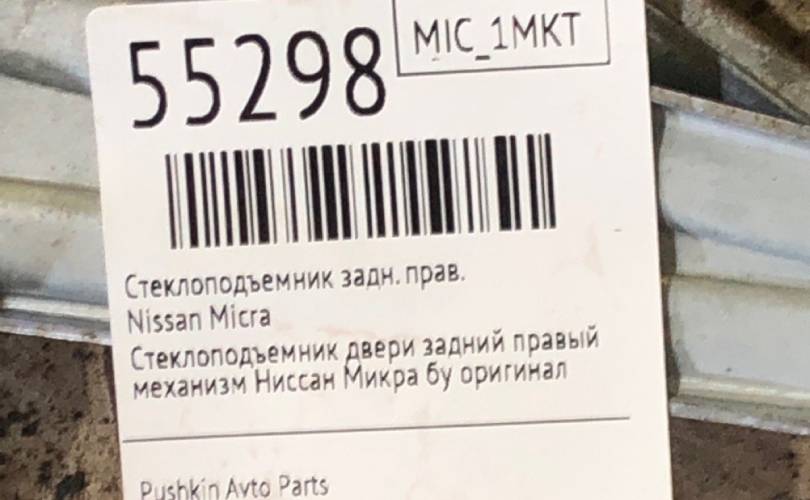 55298
MIC_1MKT
Стеклоподъемник задн. прав.
Nissan Micra
Стеклоподъемник двери задний правый
механизм Ниссан Микра бу оригинал
Pushkin Avto Parts